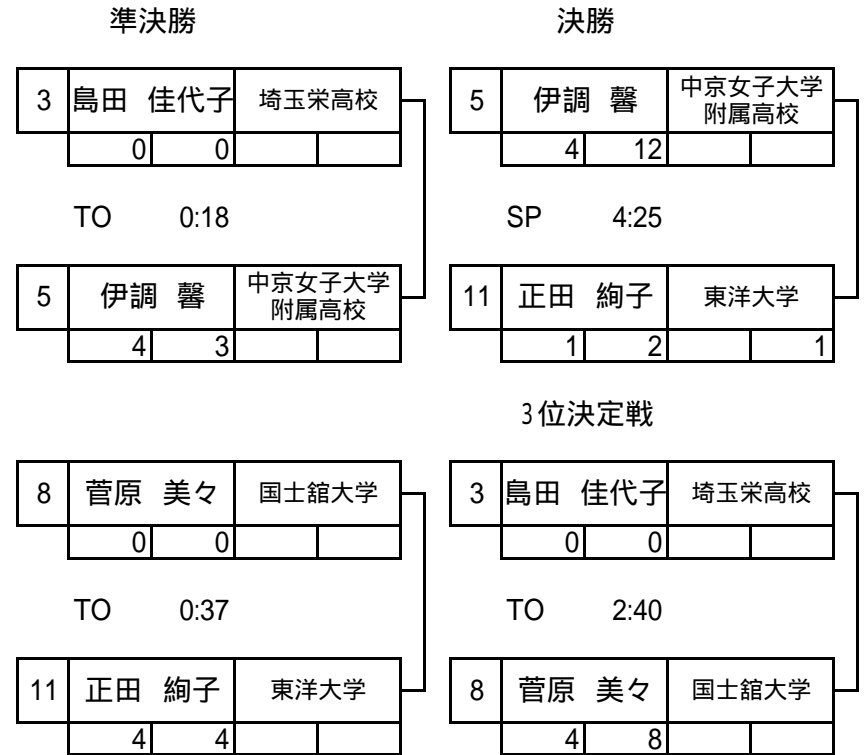 準決勝
3 島田 佳代子 埼玉栄高校
0 0
TO 0:18
5 伊調 馨 中京女子大学
附属高校
4 3
8 菅原 美々 国士舘大学
0 0
TO 0:37
11 正田 絢子 東洋大学
4 4
決勝
5 伊調 馨 中京女子大学
附属高校
4 12
SP 4:25
11 正田 絢子 東洋大学
1 2 1
3位決定戦
3 島田 佳代子 埼玉栄高校
0 0
TO 2:40
8 菅原 美々 国士舘大学
4 8